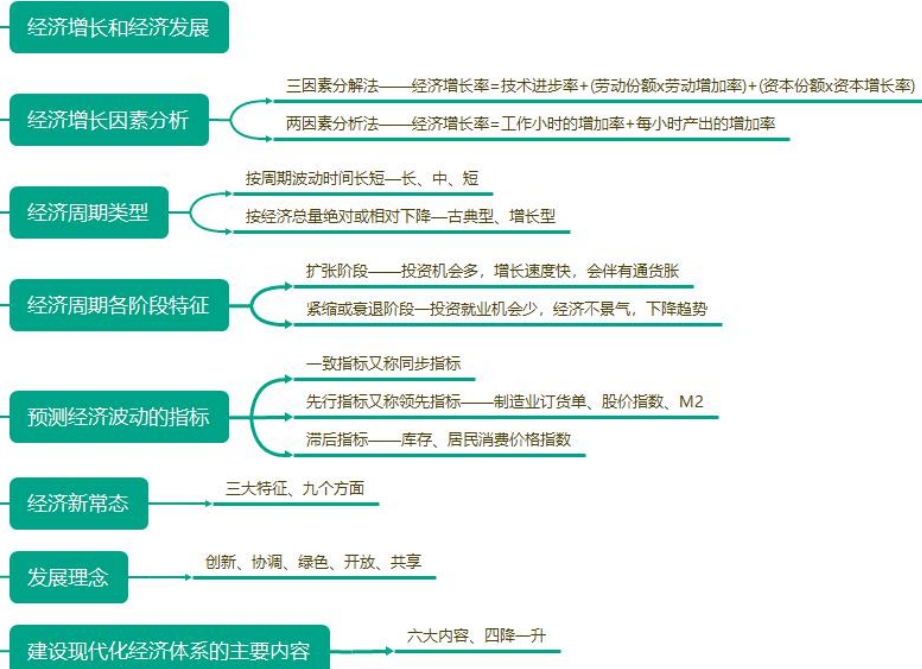 经济增长和经济发展
经济增长因素分析
三因素分解法——经济增长率=技术进步率+(劳动份额x劳动增加率)+(资本份额x资本增长率)
两因素分析法——经济增长率=工作小时的增加率+每小时产出的增加率
经济周期类型
按周期波动时间长短—长、中、短
按经济总量绝对或相对下降—古典型、增长型
经济周期各阶段特征
扩张阶段——投资机会多，增长速度快，会伴有通货胀
紧缩或衰退阶段—投资就业机会少，经济不景气，下降趋势
预测经济波动的指标
一致指标又称同步指标
先行指标又称领先指标——制造业订货单、股价指数、M2
滞后指标——库存、居民消费价格指数
经济新常态
三大特征、九个方面
发展理念
创新、协调、绿色、开放、共享
建设现代化经济体系的主要内容
六大内容、四降一升